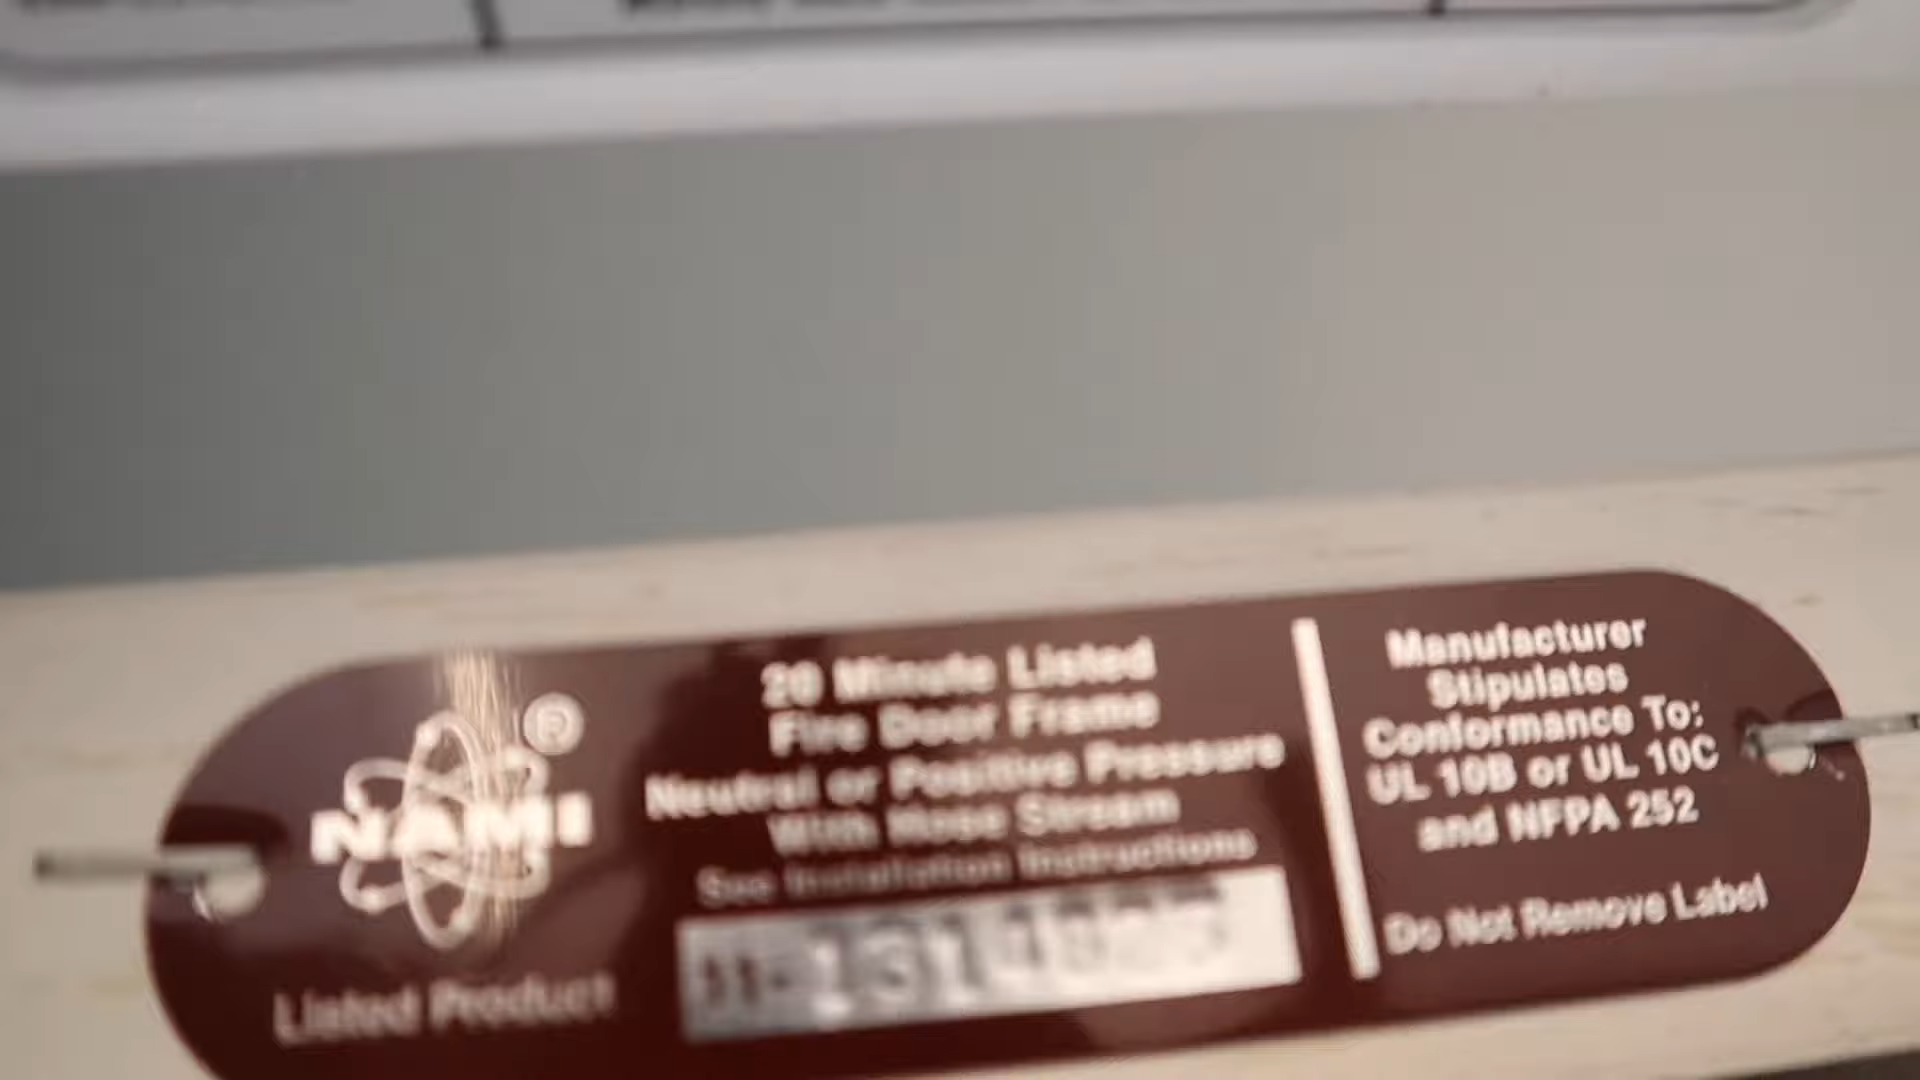 NAMI
®
Listed Product
20 Minute Listed
Fire Door Frame
Neutral or Positive Pressure
With Hose Stream
See Installation Instructions
Manufacturer
Stipulates
Conformance To:
UL 10B or UL 10C
and NFPA 252
Do Not Remove Label